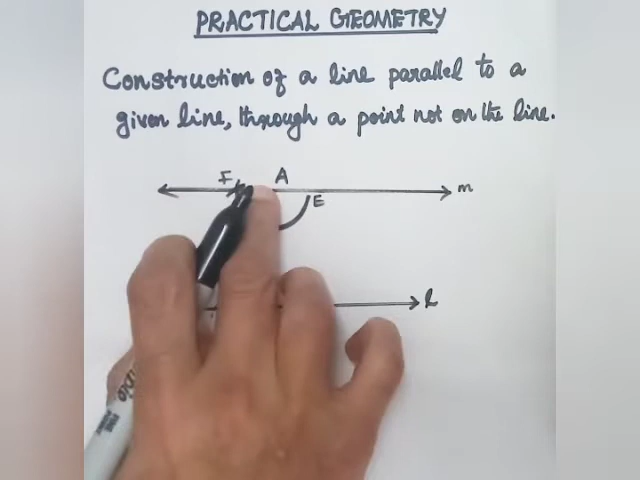 PRACTICAL GEOMETRY
Construction of a line parallel to a
given line, through a point not on the line.
F A
m
E
l